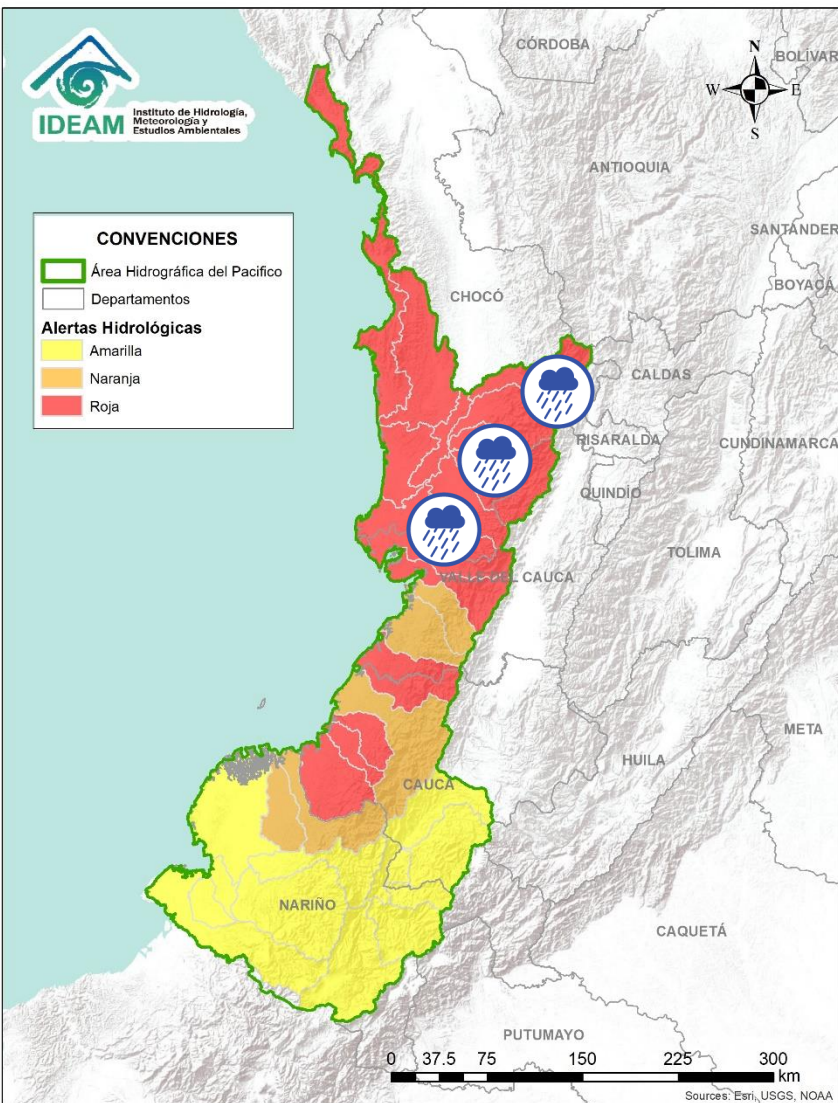 IDEAM
Instituto de Hidrología,
Meteorología y
Estudios Ambientales
N
W
E
S
CONVENCIONES
Área Hidrográfica del Pacifico
Departamentos
Alertas Hidrológicas
Amarilla
Naranja
Roja
CÓRDOBA
BOLÍVAR
ANTIOQUIA
SANTANDER
BOYACÁ
CHOCÓ
CALDAS
RISARALDA
CUNDINAMARCA
QUINDÍO
TOLIMA
VALLE DEL CAUCA
META
HUILA
CAUCA
NARIÑO
CAQUETÁ
PUTUMAYO
0 37.5 75 150 225 300
km
Sources: Esri, USGS, NOAA